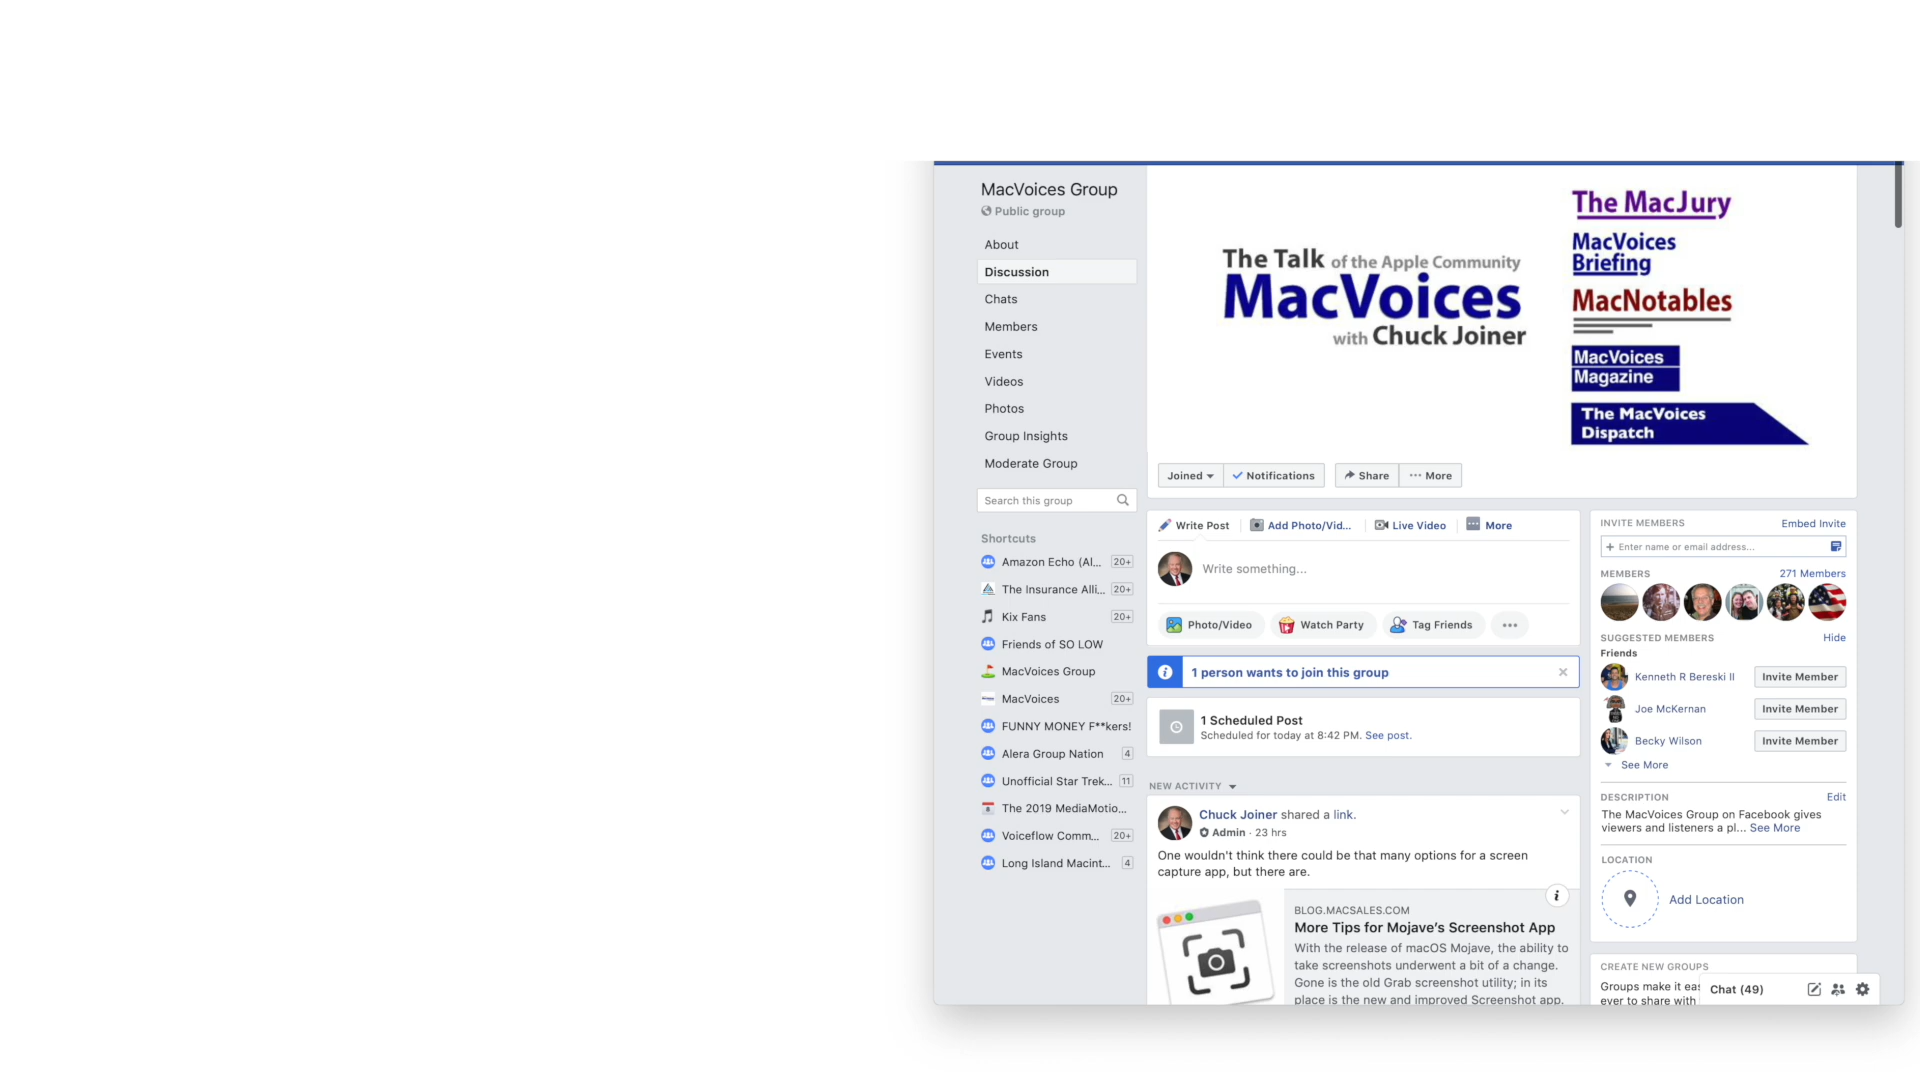 MacVoices Group
Public group
About
Discussion
Chats
Members
Events
Videos
Photos
Group Insights
Moderate Group
Search this group
Shortcuts
Amazon Echo (Al... 20+
The Insurance Alli... 20+
Kix Fans 20+
Friends of SO LOW
MacVoices Group
MacVoices 20+
FUNNY MONEY F**kers!
Alera Group Nation 4
Unofficial Star Trek... 11
The 2019 MediaMotio...
Voiceflow Comm... 20+
Long Island Macint... 4
The Talk of the Apple Community
MacVoices
with Chuck Joiner
The MacJury
MacVoices
Briefing
MacNotables
MacVoices
Magazine
The MacVoices
Dispatch
Joined Notifications Share More
Write Post Add Photo/Vid... Live Video More
Write something...
Photo/Video Watch Party Tag Friends
1 person wants to join this group
1 Scheduled Post
Scheduled for today at 8:42 PM. See post.
NEW ACTIVITY
Chuck Joiner shared a link.
Admin · 23 hrs
One wouldn't think there could be that many options for a screen
capture app, but there are.
BLOG.MACSALES.COM
More Tips for Mojave's Screenshot App
With the release of macOS Mojave, the ability to
take screenshots underwent a bit of a change.
Gone is the old Grab screenshot utility; in its
place is the new and improved Screenshot app.
INVITE MEMBERS Embed Invite
+ Enter name or email address...
MEMBERS 271 Members
SUGGESTED MEMBERS Hide
Friends
Kenneth R Bereski II Invite Member
Joe McKernan Invite Member
Becky Wilson Invite Member
See More
DESCRIPTION Edit
The MacVoices Group on Facebook gives
viewers and listeners a pl... See More
LOCATION
Add Location
CREATE NEW GROUPS
Groups make it eas
ever to share with
Chat (49)